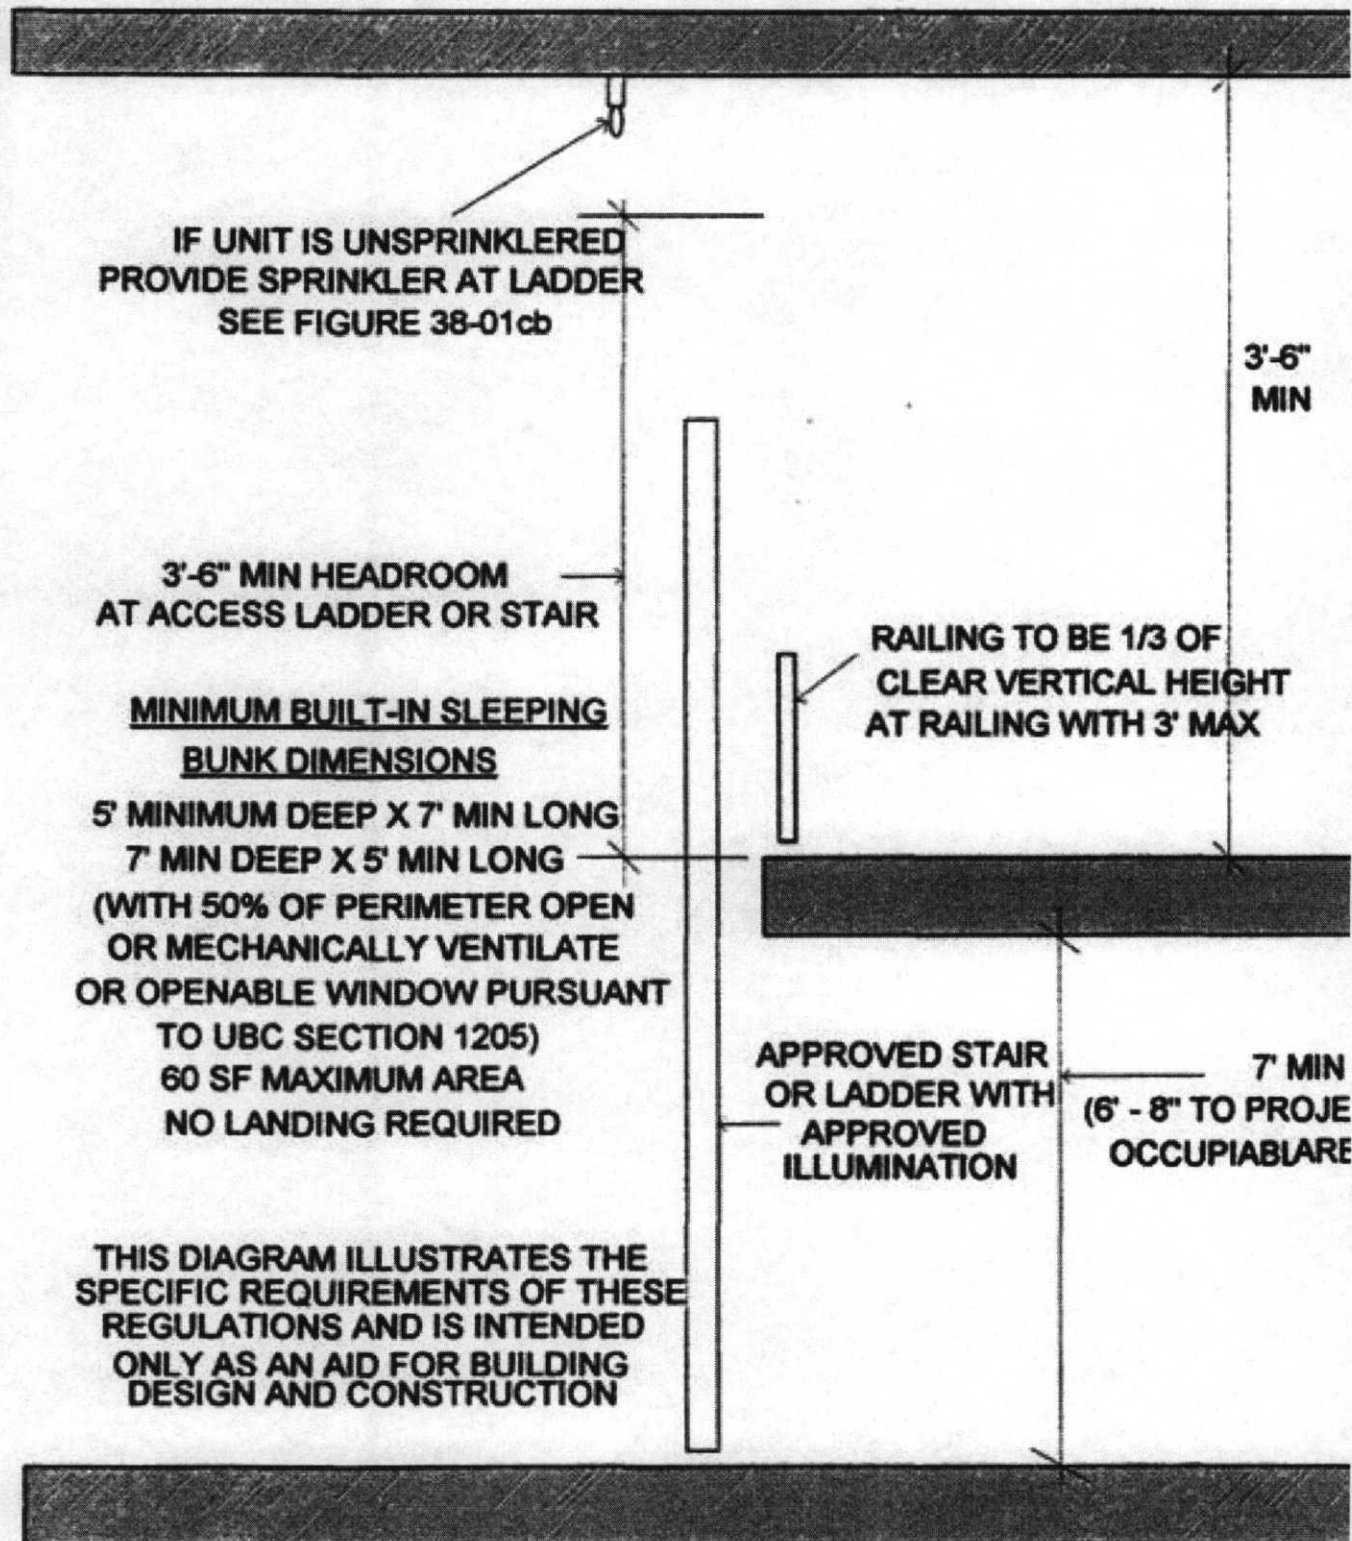 IF UNIT IS UNSPRINKLERED
PROVIDE SPRINKLER AT LADDER
SEE FIGURE 38-01cb
3'-6"
MIN
3'-6" MIN HEADROOM
AT ACCESS LADDER OR STAIR
RAILING TO BE 1/3 OF
CLEAR VERTICAL HEIGHT
AT RAILING WITH 3' MAX
MINIMUM BUILT-IN SLEEPING
BUNK DIMENSIONS
5' MINIMUM DEEP X 7' MIN LONG
7' MIN DEEP X 5' MIN LONG
(WITH 50% OF PERIMETER OPEN
OR MECHANICALLY VENTILATE
OR OPENABLE WINDOW PURSUANT
TO UBC SECTION 1205)
60 SF MAXIMUM AREA
NO LANDING REQUIRED
APPROVED STAIR
OR LADDER WITH
APPROVED
ILLUMINATION
7' MIN
(6' - 8" TO PROJE
OCCUPIABLARE
THIS DIAGRAM ILLUSTRATES THE
SPECIFIC REQUIREMENTS OF THESE
REGULATIONS AND IS INTENDED
ONLY AS AN AID FOR BUILDING
DESIGN AND CONSTRUCTION